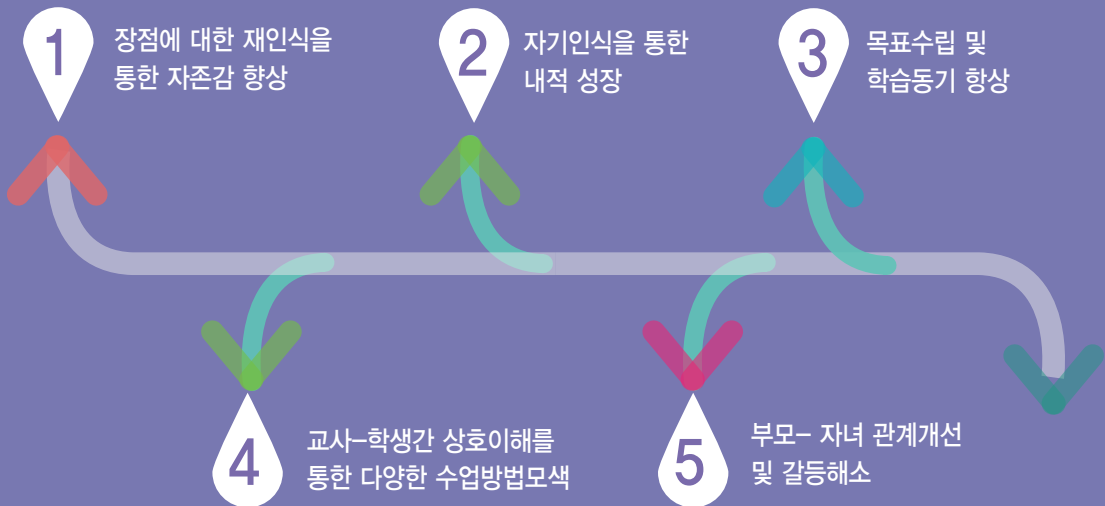 1
장점에 대한 재인식을
통한 자존감 향상
2
자기인식을 통한
내적 성장
3
목표수립 및
학습동기 항상
4
교사-학생간 상호이해를
통한 다양한 수업방법모색
5
부모- 자녀 관계개선
및 갈등해소